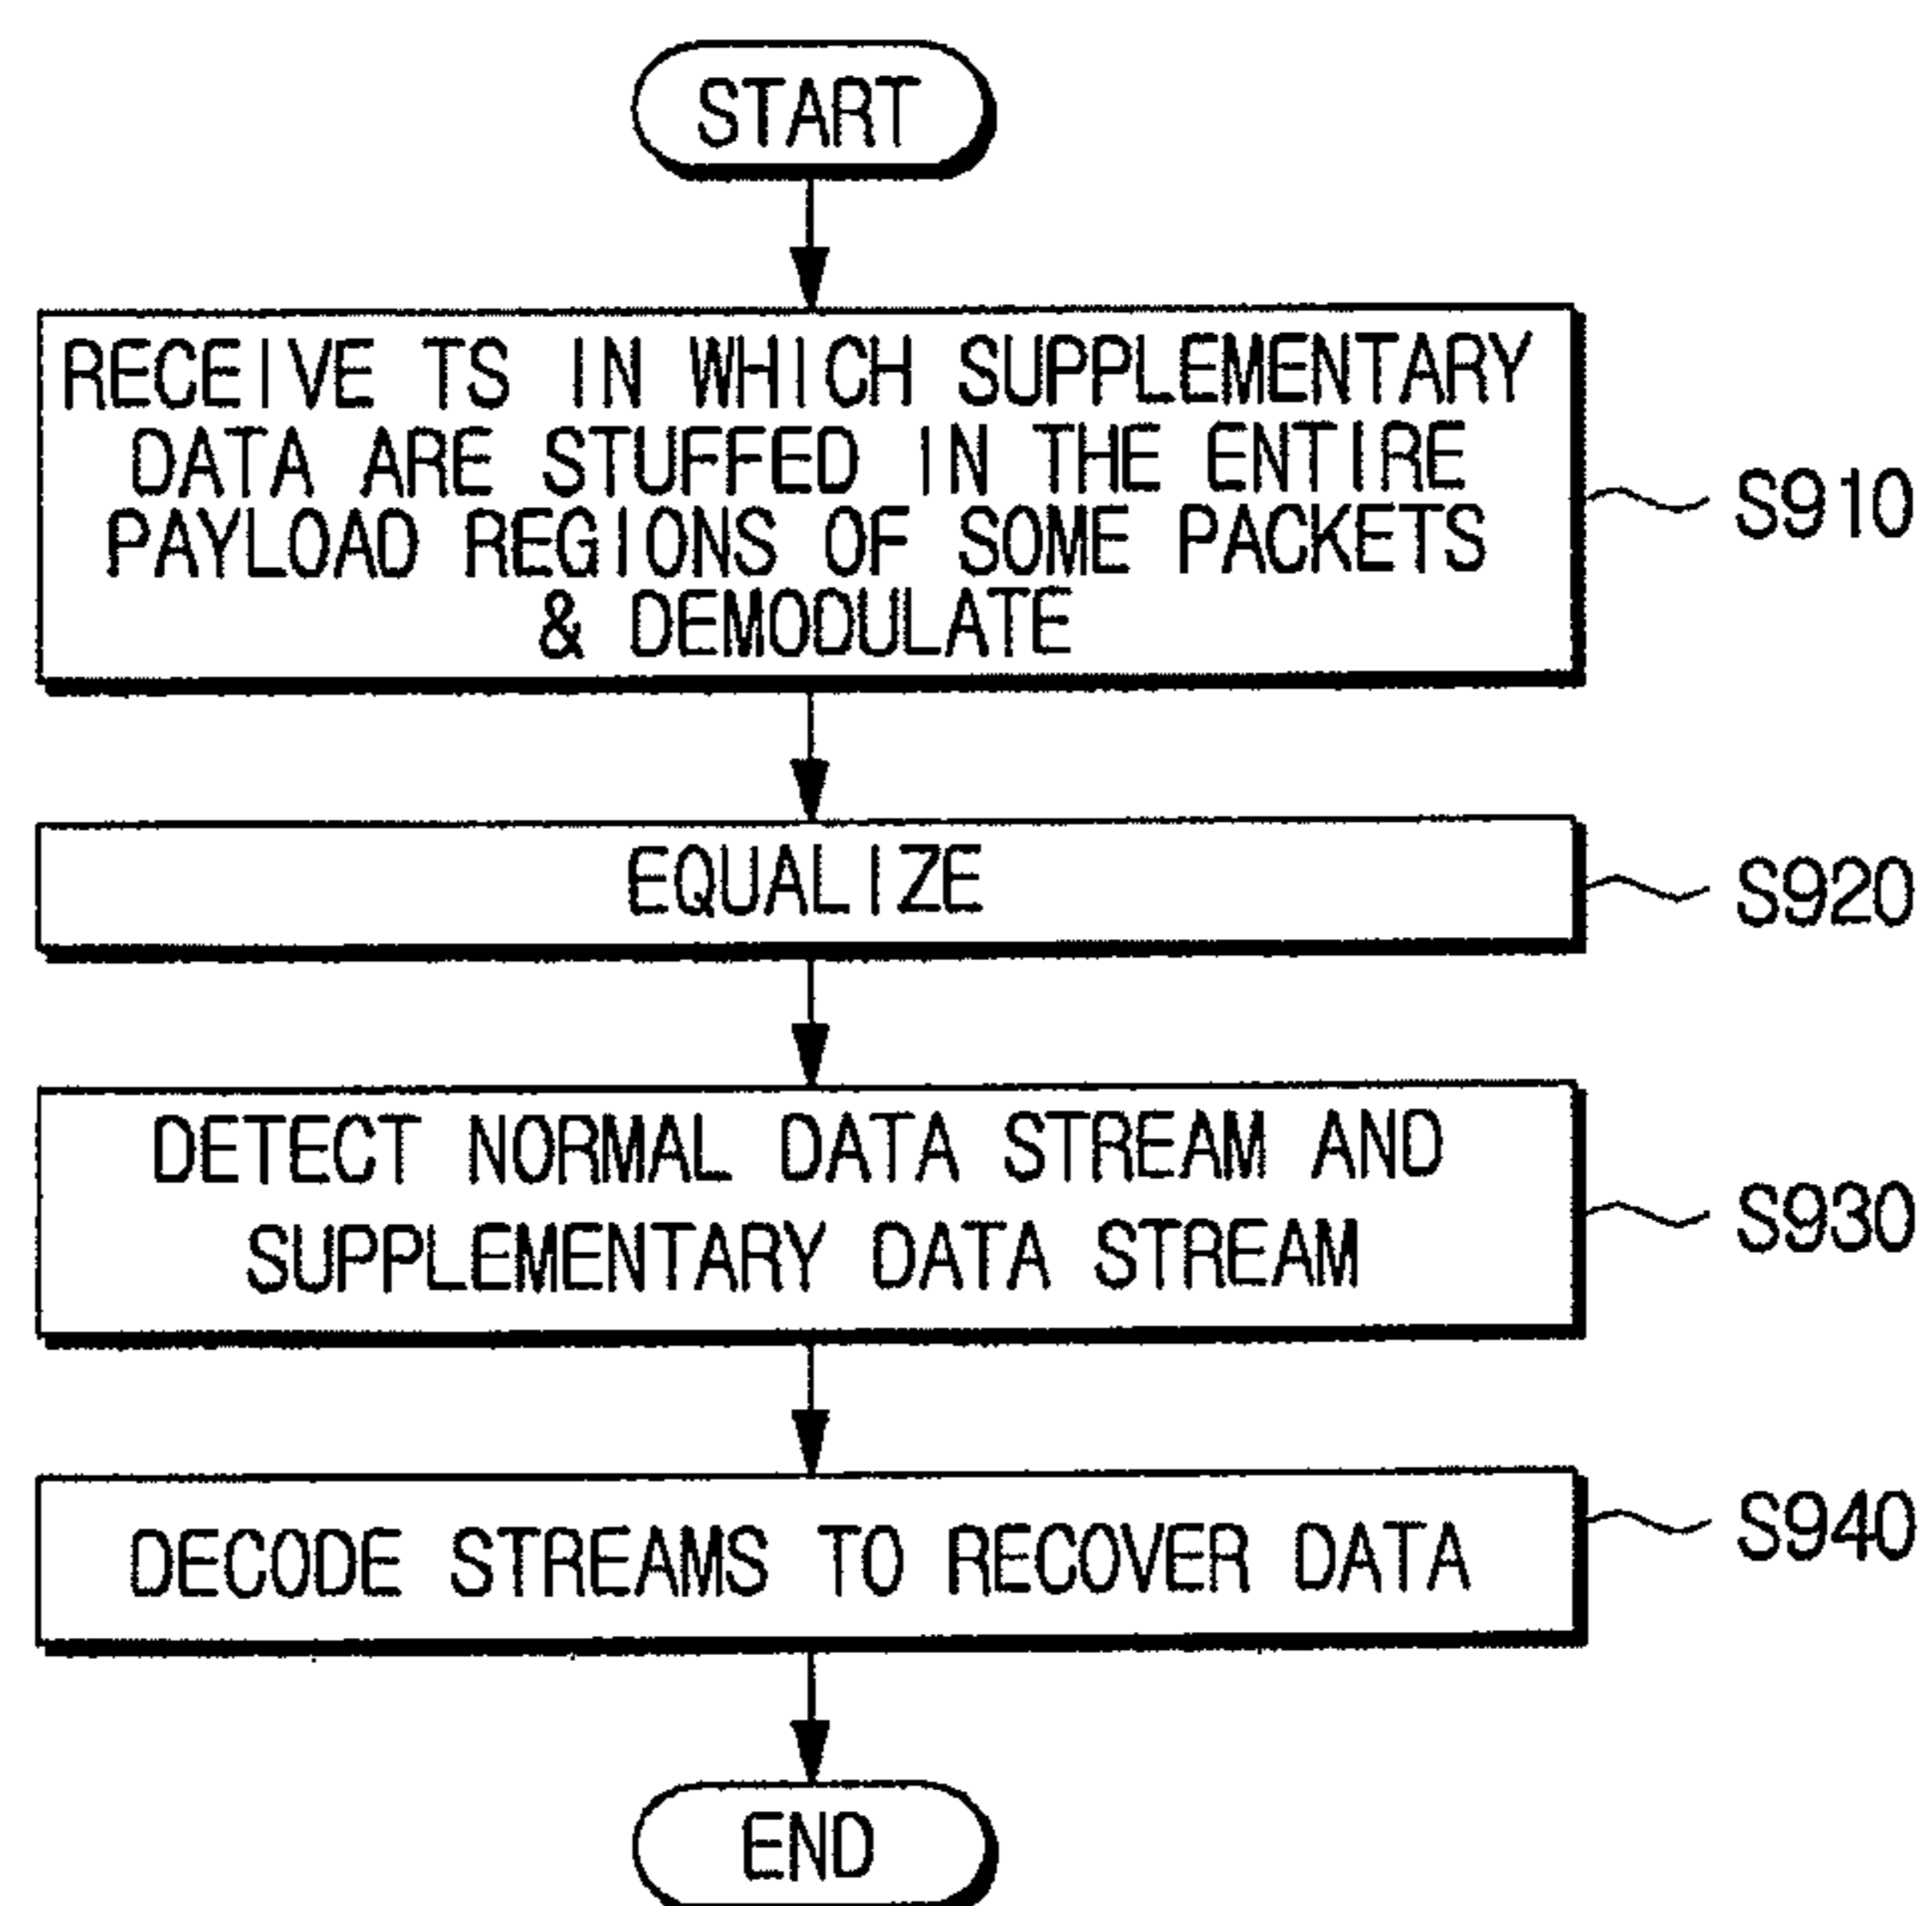 START
RECEIVE TS IN WHICH SUPPLEMENTARY
DATA ARE STUFFED IN THE ENTIRE
PAYLOAD REGIONS OF SOME PACKETS
& DEMODULATE
S910
EQUALIZE
S920
DETECT NORMAL DATA STREAM AND
SUPPLEMENTARY DATA STREAM
S930
DECODE STREAMS TO RECOVER DATA
S940
END